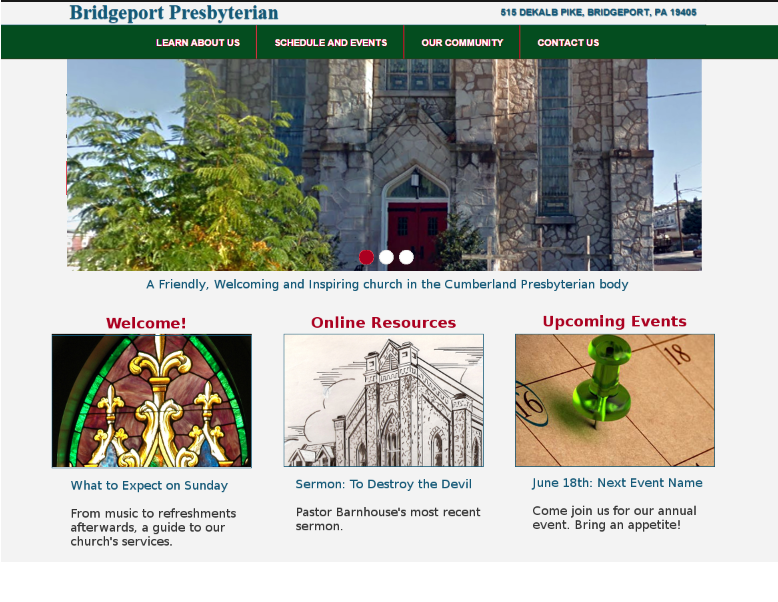 Bridgeport Presbyterian
515 DEKALB PIKE, BRIDGEPORT, PA 19405
LEARN ABOUT US
SCHEDULE AND EVENTS
OUR COMMUNITY
CONTACT US
A Friendly, Welcoming and Inspiring church in the Cumberland Presbyterian body
Welcome!
What to Expect on Sunday
From music to refreshments
afterwards, a guide to our
church's services.
Online Resources
Sermon: To Destroy the Devil
Pastor Barnhouse's most recent
sermon.
Upcoming Events
16
18
June 18th: Next Event Name
Come join us for our annual
event. Bring an appetite!